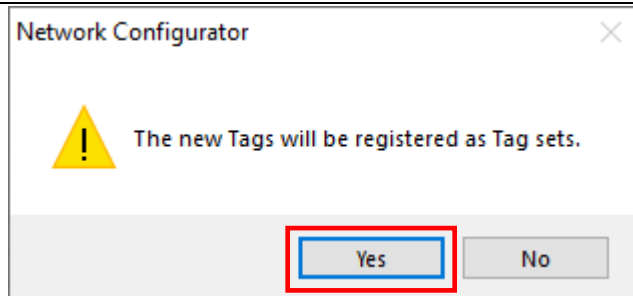 Network Configurator
The new Tags will be registered as Tag sets.
Yes
No